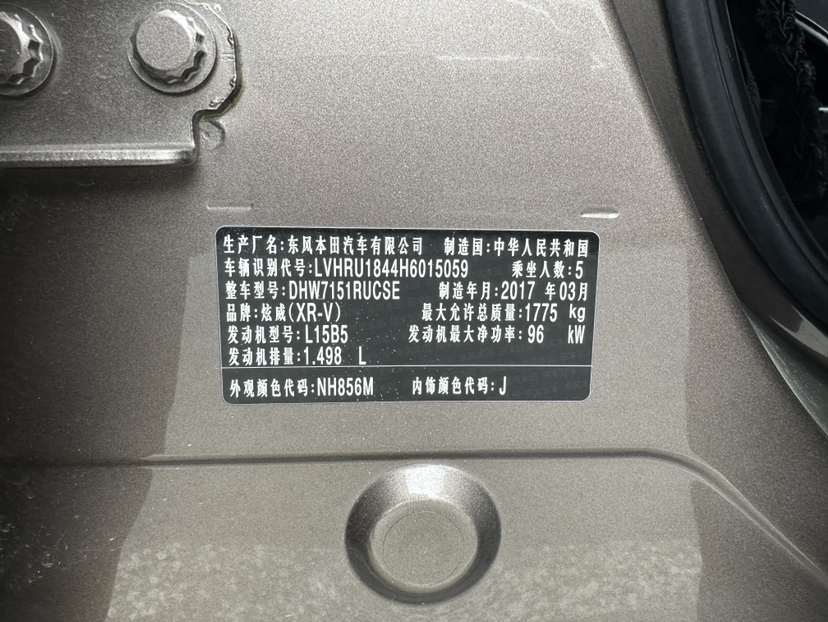 生产厂名:东风本田汽车有限公司 制造国:中华人民共和国
车辆识别代号:LVHRU1844H6015059 乘坐人数:5
整车型号:DHW7151RUCSE 制造年月:2017 年03月
品牌:炫威(XR-V) 最大允许总质量:1775 kg
发动机型号:L15B5 发动机最大净功率:96 kW
发动机排量:1.498 L
外观颜色代码:NH856M 内饰颜色代码:J